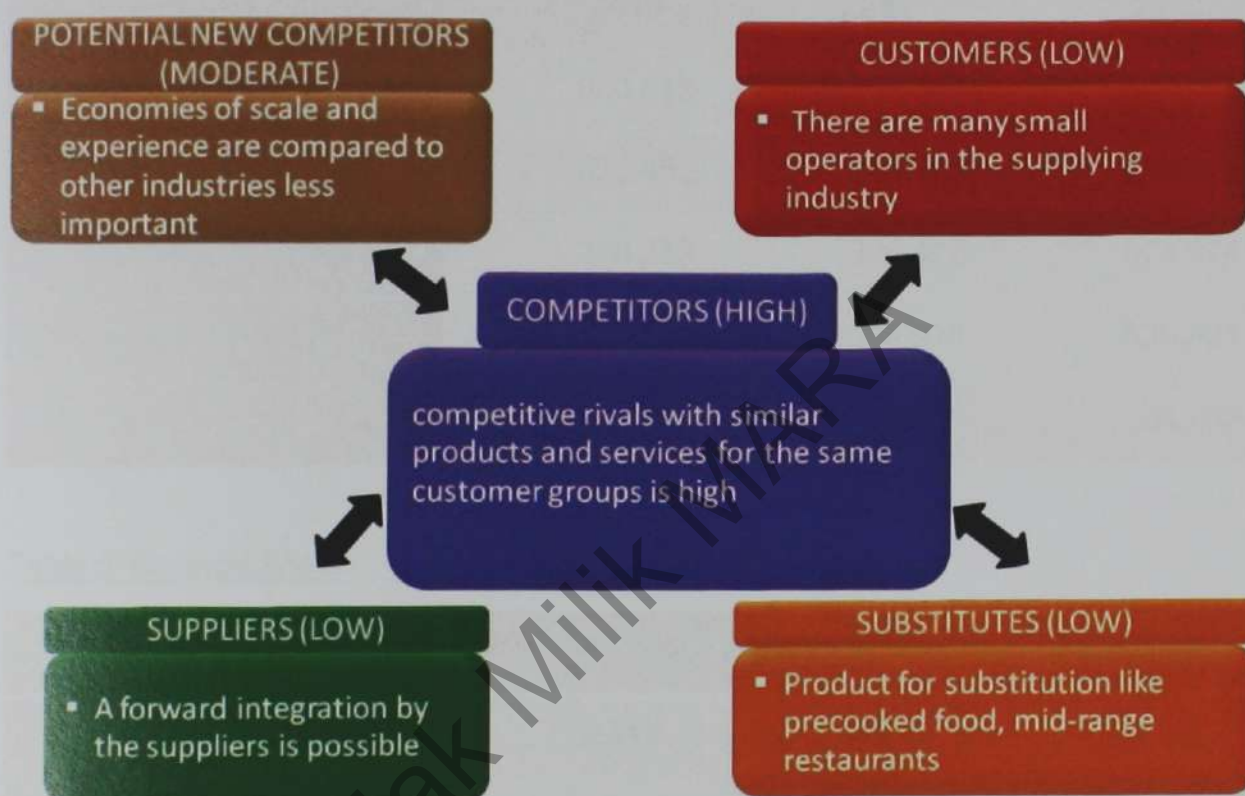 POTENTIAL NEW COMPETITORS
(MODERATE)
▪ Economies of scale and
experience are compared to
other industries less
important
CUSTOMERS (LOW)
▪ There are many small
operators in the supplying
industry
COMPETITORS (HIGH)
competitive rivals with similar
products and services for the same
customer groups is high
SUPPLIERS (LOW)
▪ A forward integration by
the suppliers is possible
SUBSTITUTES (LOW)
▪ Product for substitution like
precooked food, mid-range
restaurants
Milik MARA